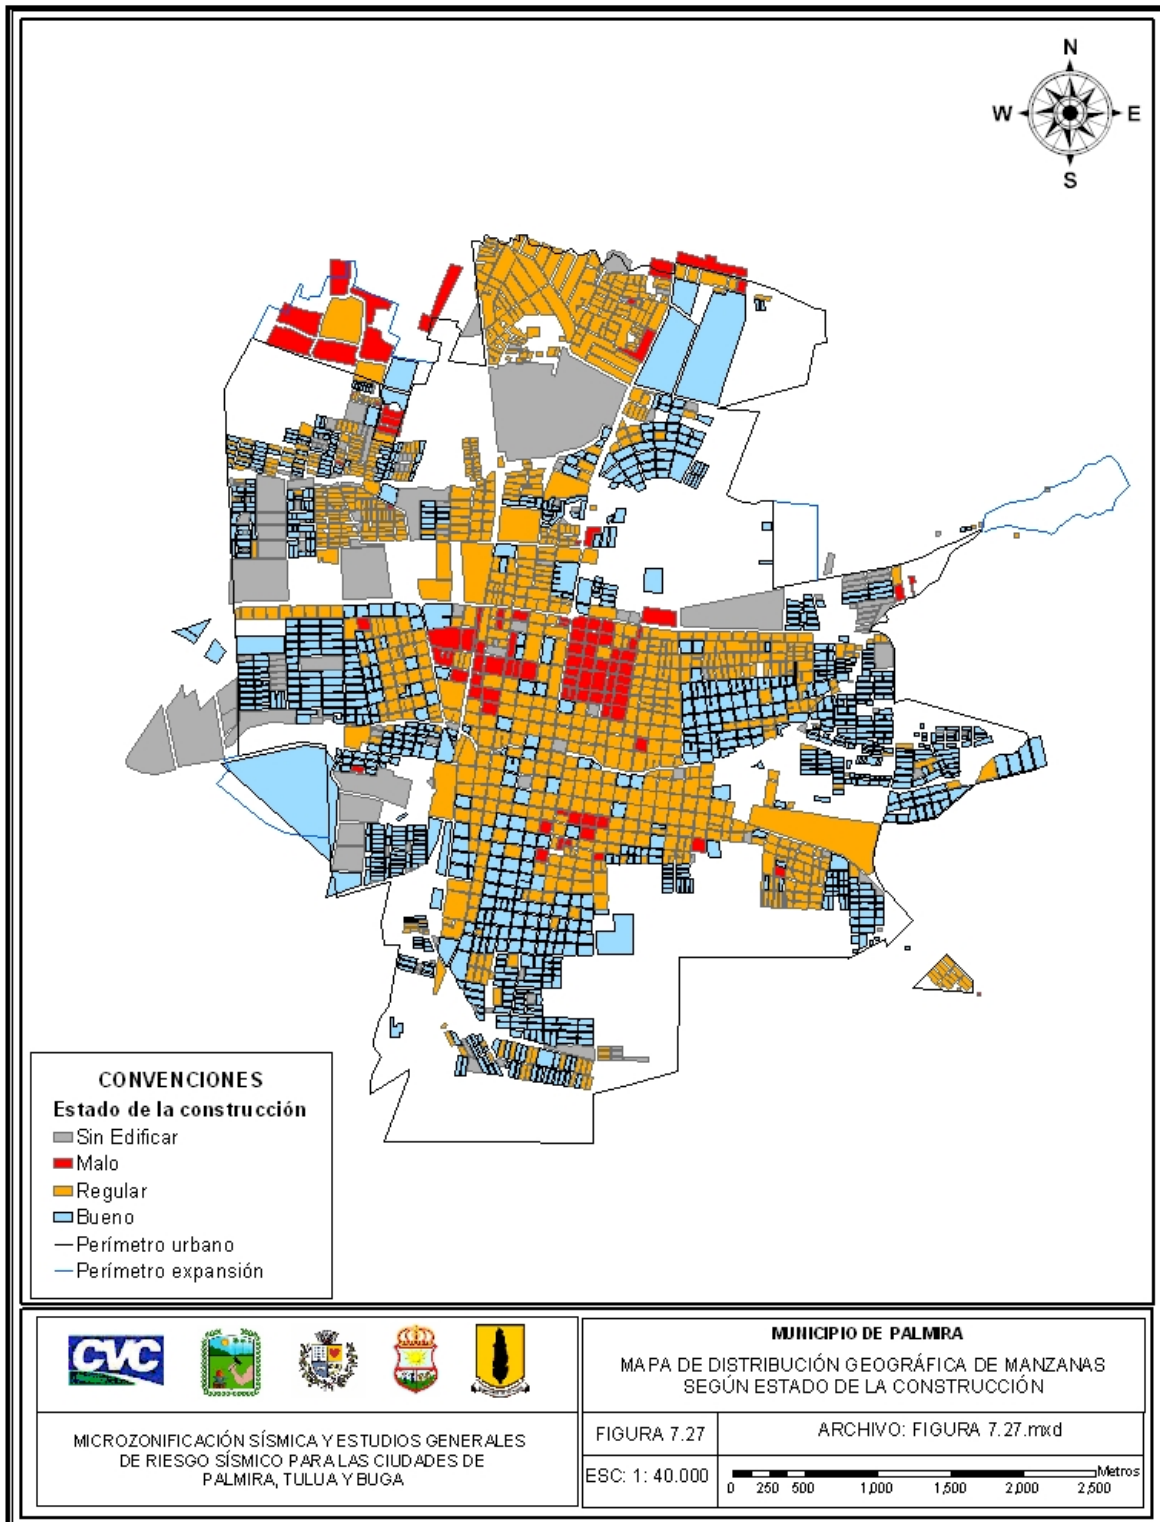 N
W
E
S
CONVENCIONES
Estado de la construcción
Sin Edificar
Malo
Regular
Bueno
Perímetro urbano
Perímetro expansión
CVC
MICROZONIFICACIÓN SÍSMICA Y ESTUDIOS GENERALES
DE RIESGO SÍSMICO PARA LAS CIUDADES DE
PALMIRA, TULUA Y BUGA
MUNICIPIO DE PALMIRA
MAPA DE DISTRIBUCIÓN GEOGRÁFICA DE MANZANAS
SEGÚN ESTADO DE LA CONSTRUCCIÓN
FIGURA 7.27
ARCHIVO: FIGURA 7.27.mxd
ESC: 1: 40.000
Metros
0 250 500 1,000 1,500 2,000 2,500